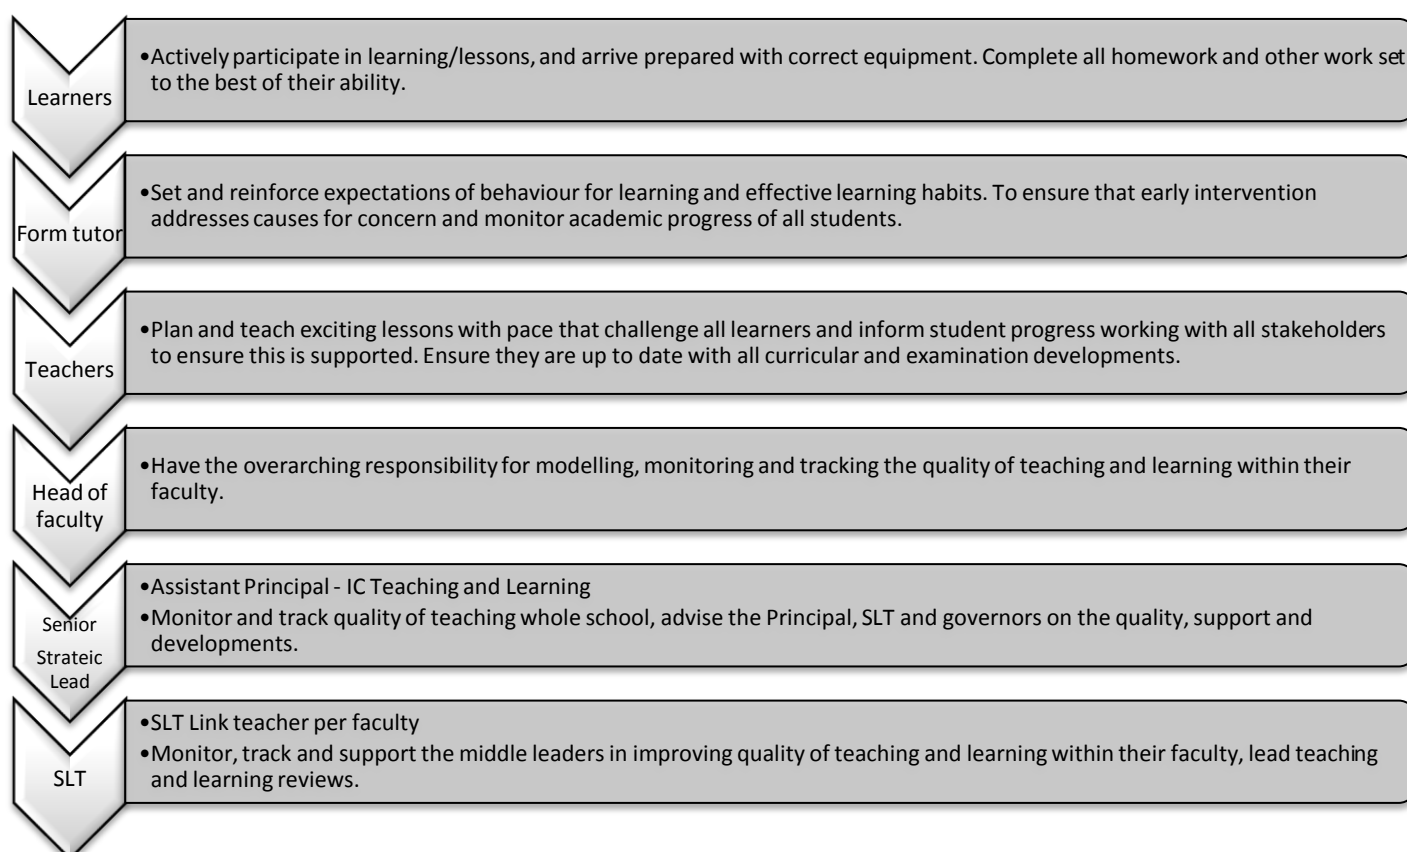 Learners
•Actively participate in learning/lessons, and arrive prepared with correct equipment. Complete all homework and other work set
to the best of their ability.
Form tutor
•Set and reinforce expectations of behaviour for learning and effective learning habits. To ensure that early intervention
addresses causes for concern and monitor academic progress of all students.
Teachers
•Plan and teach exciting lessons with pace that challenge all learners and inform student progress working with all stakeholders
to ensure this is supported. Ensure they are up to date with all curricular and examination developments.
Head of
faculty
•Have the overarching responsibility for modelling, monitoring and tracking the quality of teaching and learning within their
faculty.
Senior
Strateic
Lead
•Assistant Principal - IC Teaching and Learning
•Monitor and track quality of teaching whole school, advise the Principal, SLT and governors on the quality, support and
developments.
SLT
•SLT Link teacher per faculty
•Monitor, track and support the middle leaders in improving quality of teaching and learning within their faculty, lead teaching
and learning reviews.